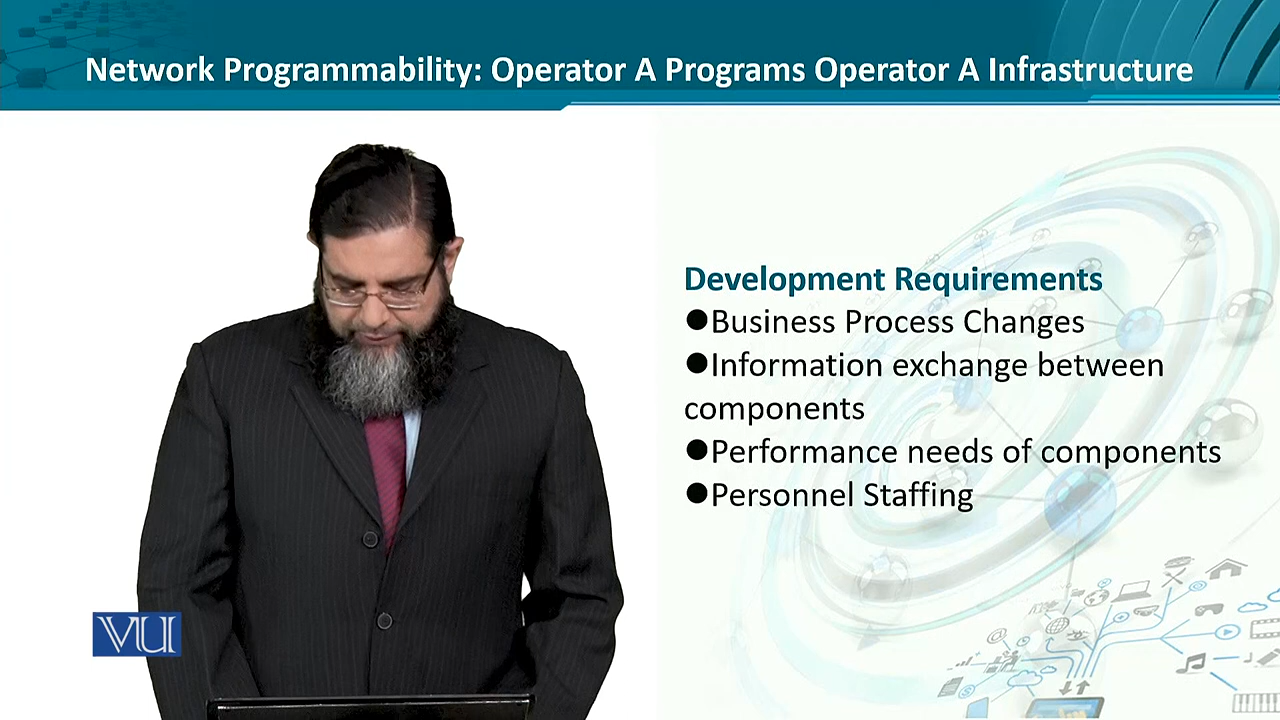 Network Programmability: Operator A Programs Operator A Infrastructure
Development Requirements
●Business Process Changes
●Information exchange between
components
●Performance needs of components
●Personnel Staffing
VU